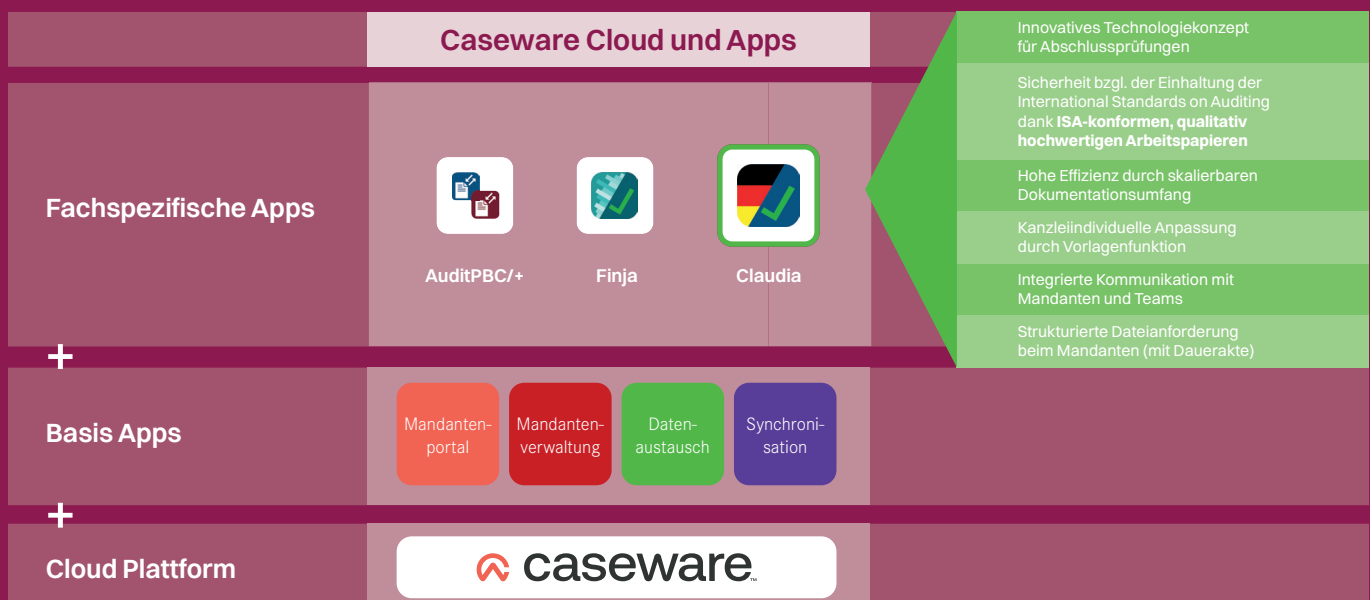 Caseware Cloud und Apps
Innovatives Technologiekonzept
für Abschlussprüfungen
Sicherheit bzgl. der Einhaltung der
International Standards on Auditing
dank ISA-konformen, qualitativ
hochwertigen Arbeitspapieren
Hohe Effizienz durch skalierbaren
Dokumentationsumfang
Kanzleiindividuelle Anpassung
durch Vorlagenfunktion
Integrierte Kommunikation mit
Mandanten und Teams
Strukturierte Dateianforderung
beim Mandanten (mit Dauerakte)
Fachspezifische Apps
AuditPBC/+
Finja
Claudia
+
Basis Apps
Mandanten-
portal
Mandanten-
verwaltung
Daten-
austausch
Synchroni-
sation
+
Cloud Plattform
caseware™